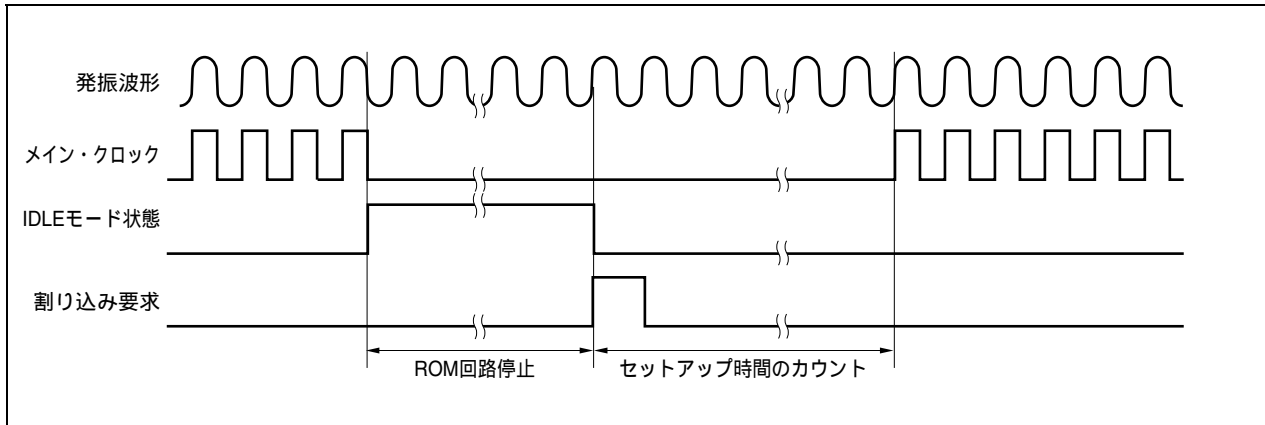 発振波形
メイン・クロック
IDLEモード状態
割り込み要求
ROM回路停止
セットアップ時間のカウント